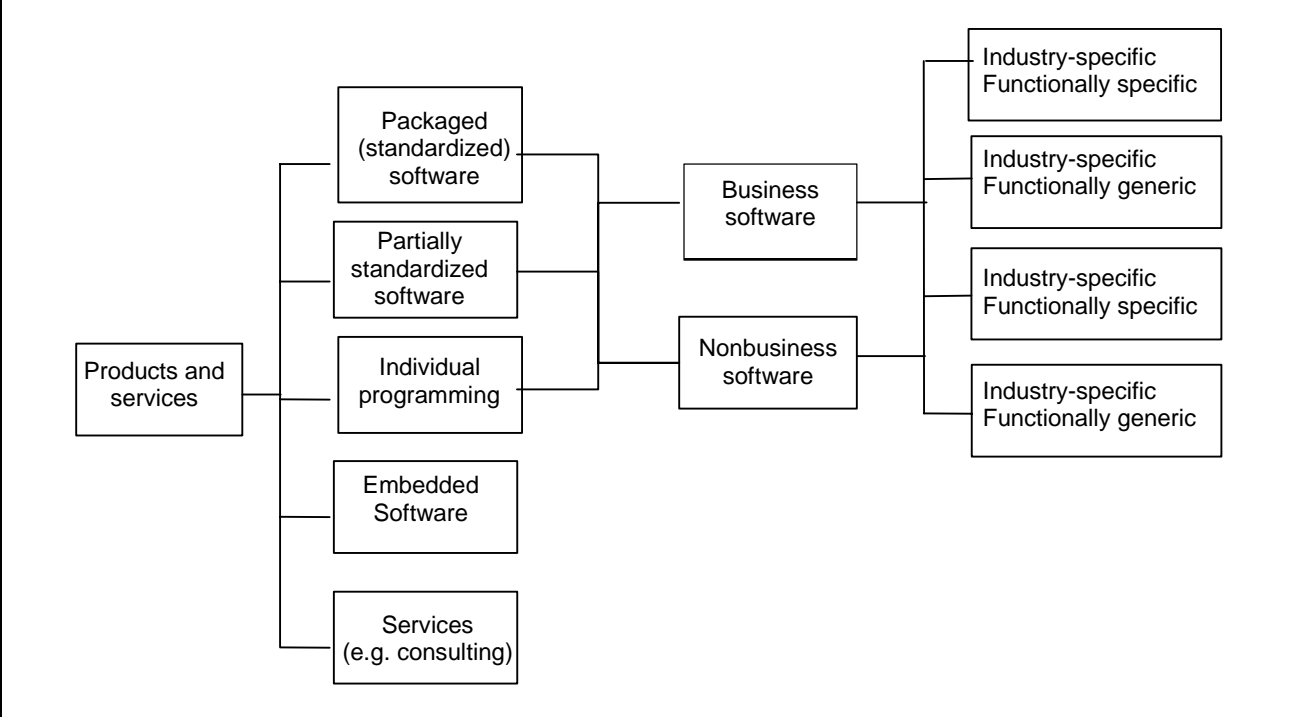 Products and
services
Packaged
(standardized)
software
Partially
standardized
software
Individual
programming
Embedded
Software
Services
(e.g. consulting)
Business
software
Nonbusiness
software
Industry-specific
Functionally specific
Industry-specific
Functionally generic
Industry-specific
Functionally specific
Industry-specific
Functionally generic